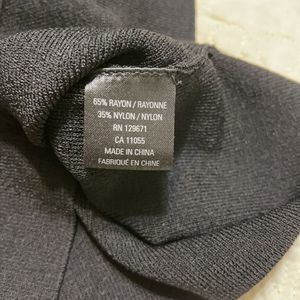 65% RAYON / RAYONNE
35% NYLON / NYLON
RN 129671
CA 11055
MADE IN CHINA
FABRIQUÉ EN CHINE